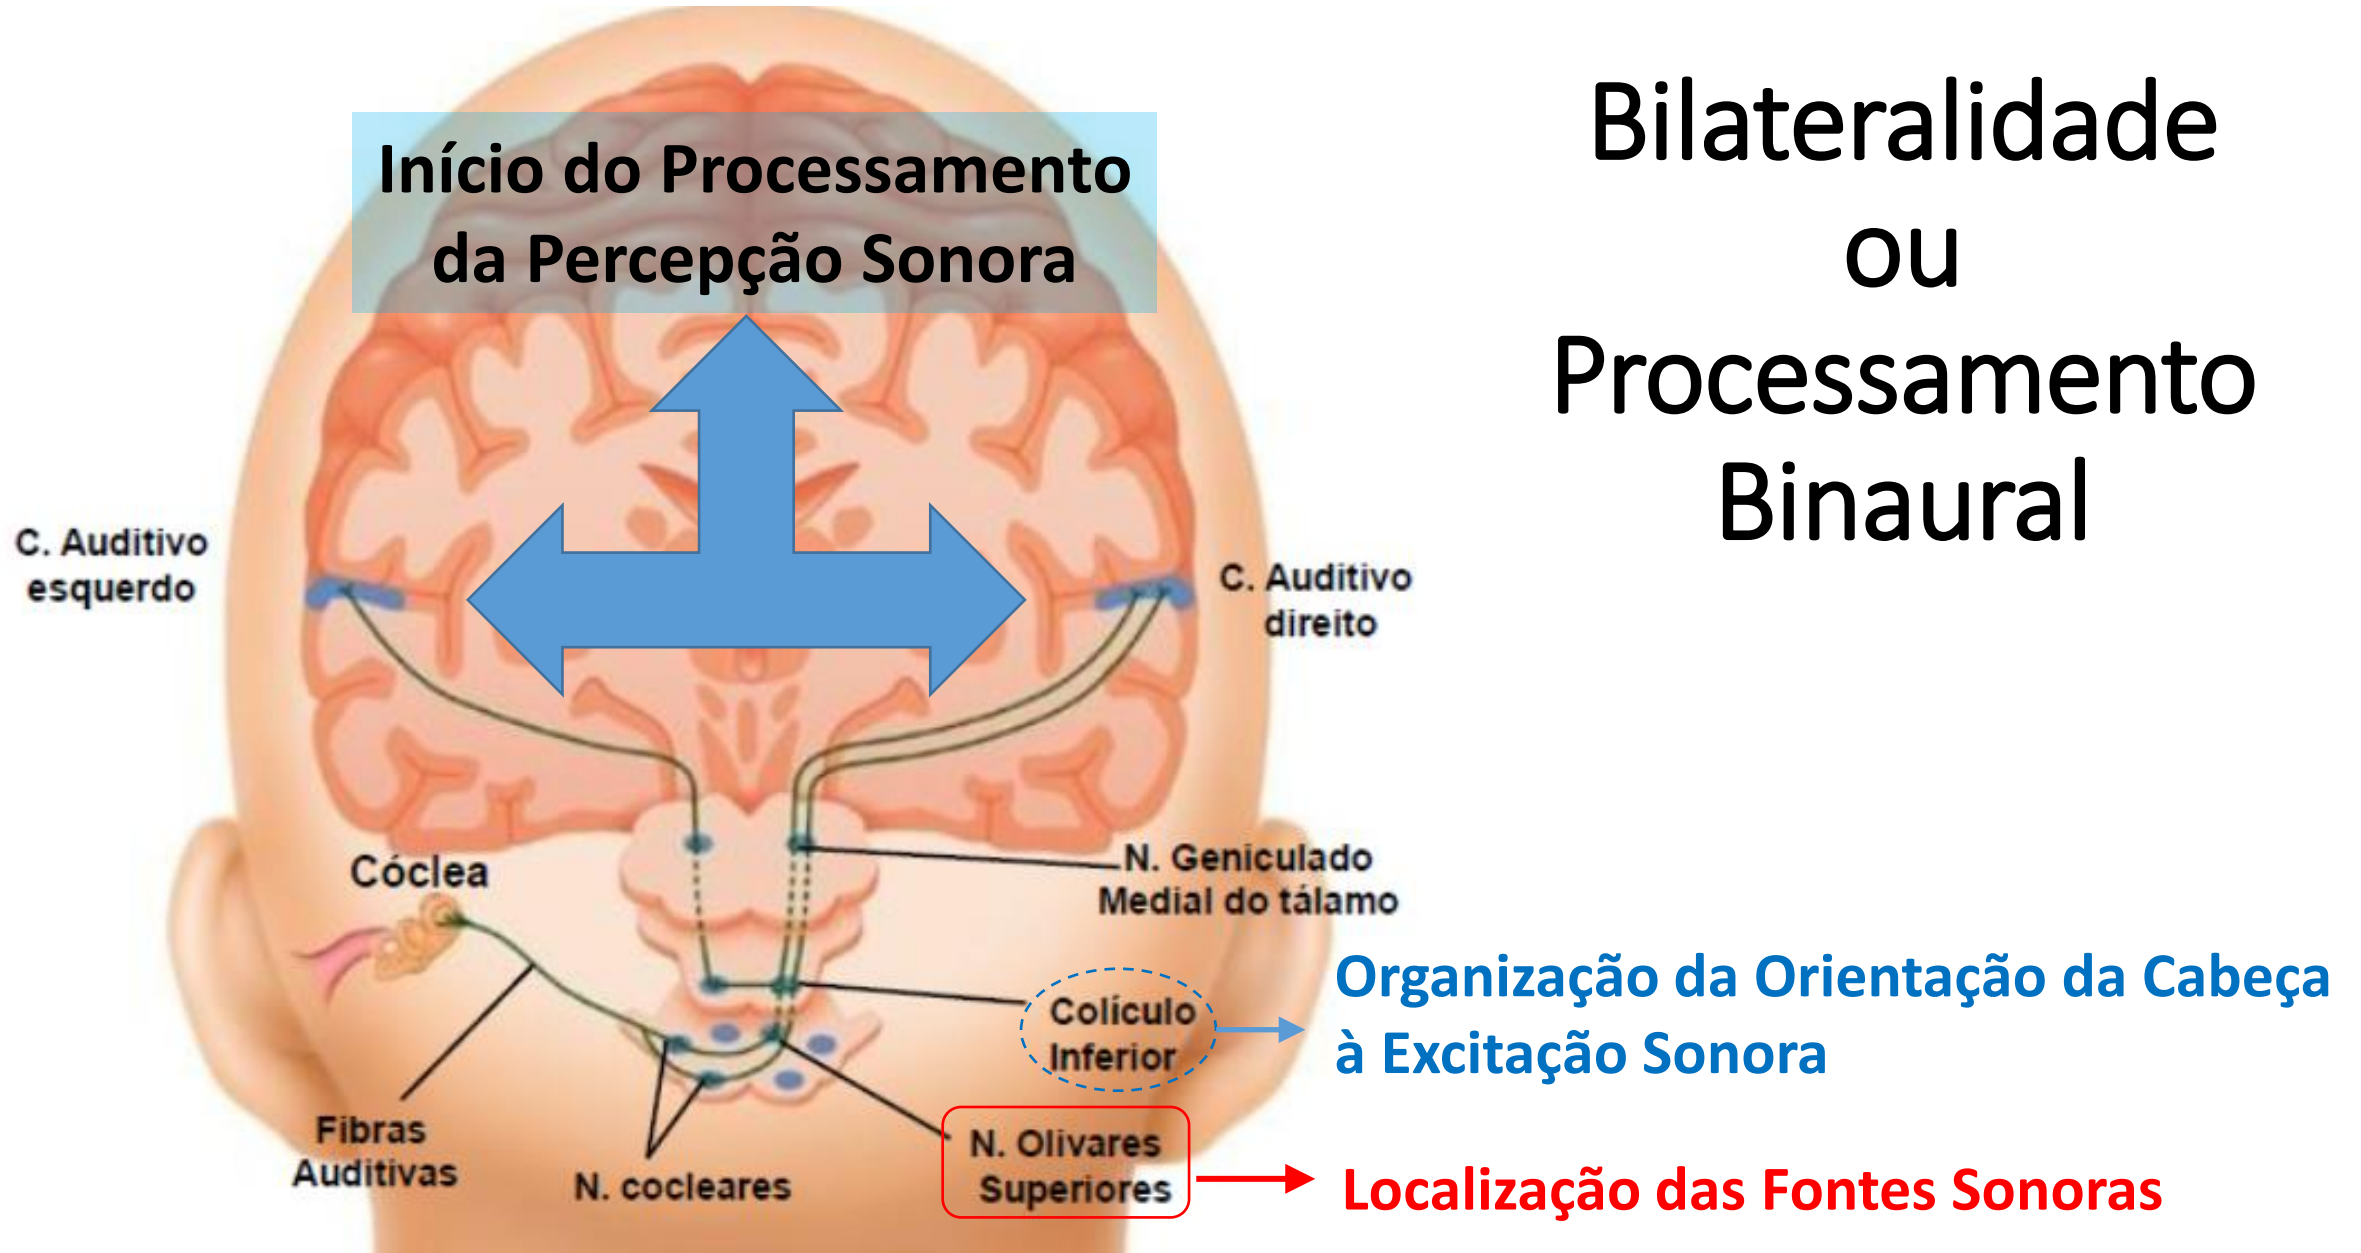 Bilateralidade
ou
Processamento
Binaural
Início do Processamento
da Percepção Sonora
C. Auditivo
esquerdo
C. Auditivo
direito
Cóclea
N. Geniculado
Medial do tálamo
Colículo
Inferior
Organização da Orientação da Cabeça
à Excitação Sonora
Fibras
Auditivas
N. cocleares
N. Olivares
Superiores
Localização das Fontes Sonoras